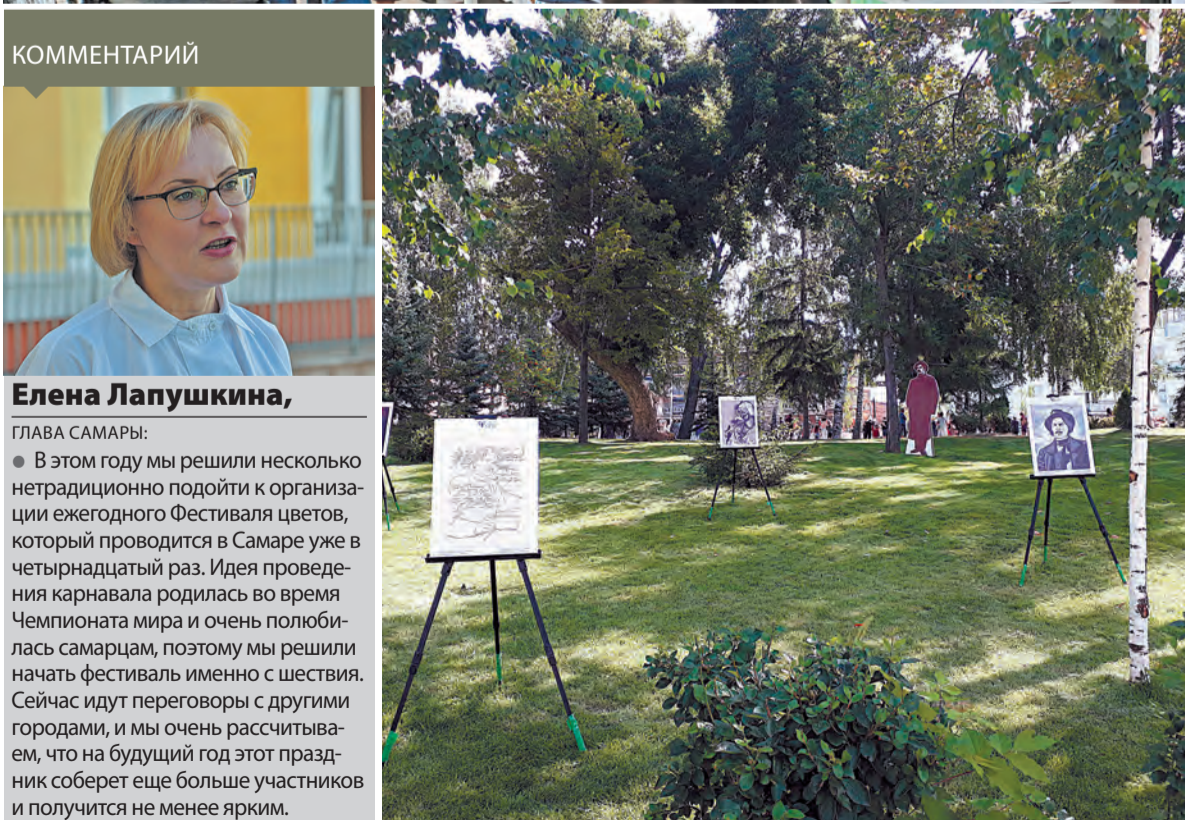 КОММЕНТАРИЙ
Елена Лапушкина,
ГЛАВА САМАРЫ:
● В этом году мы решили несколько
нетрадиционно подойти к организа-
ции ежегодного Фестиваля цветов,
который проводится в Самаре уже в
четырнадцатый раз. Идея проведе-
ния карнавала родилась во время
Чемпионата мира и очень полюби-
лась самарцам, поэтому мы решили
начать фестиваль именно с шествия.
Сейчас идут переговоры с другими
городами, и мы очень рассчитыва-
ем, что на будущий год этот празд-
ник соберет еще больше участников
и получится не менее ярким.